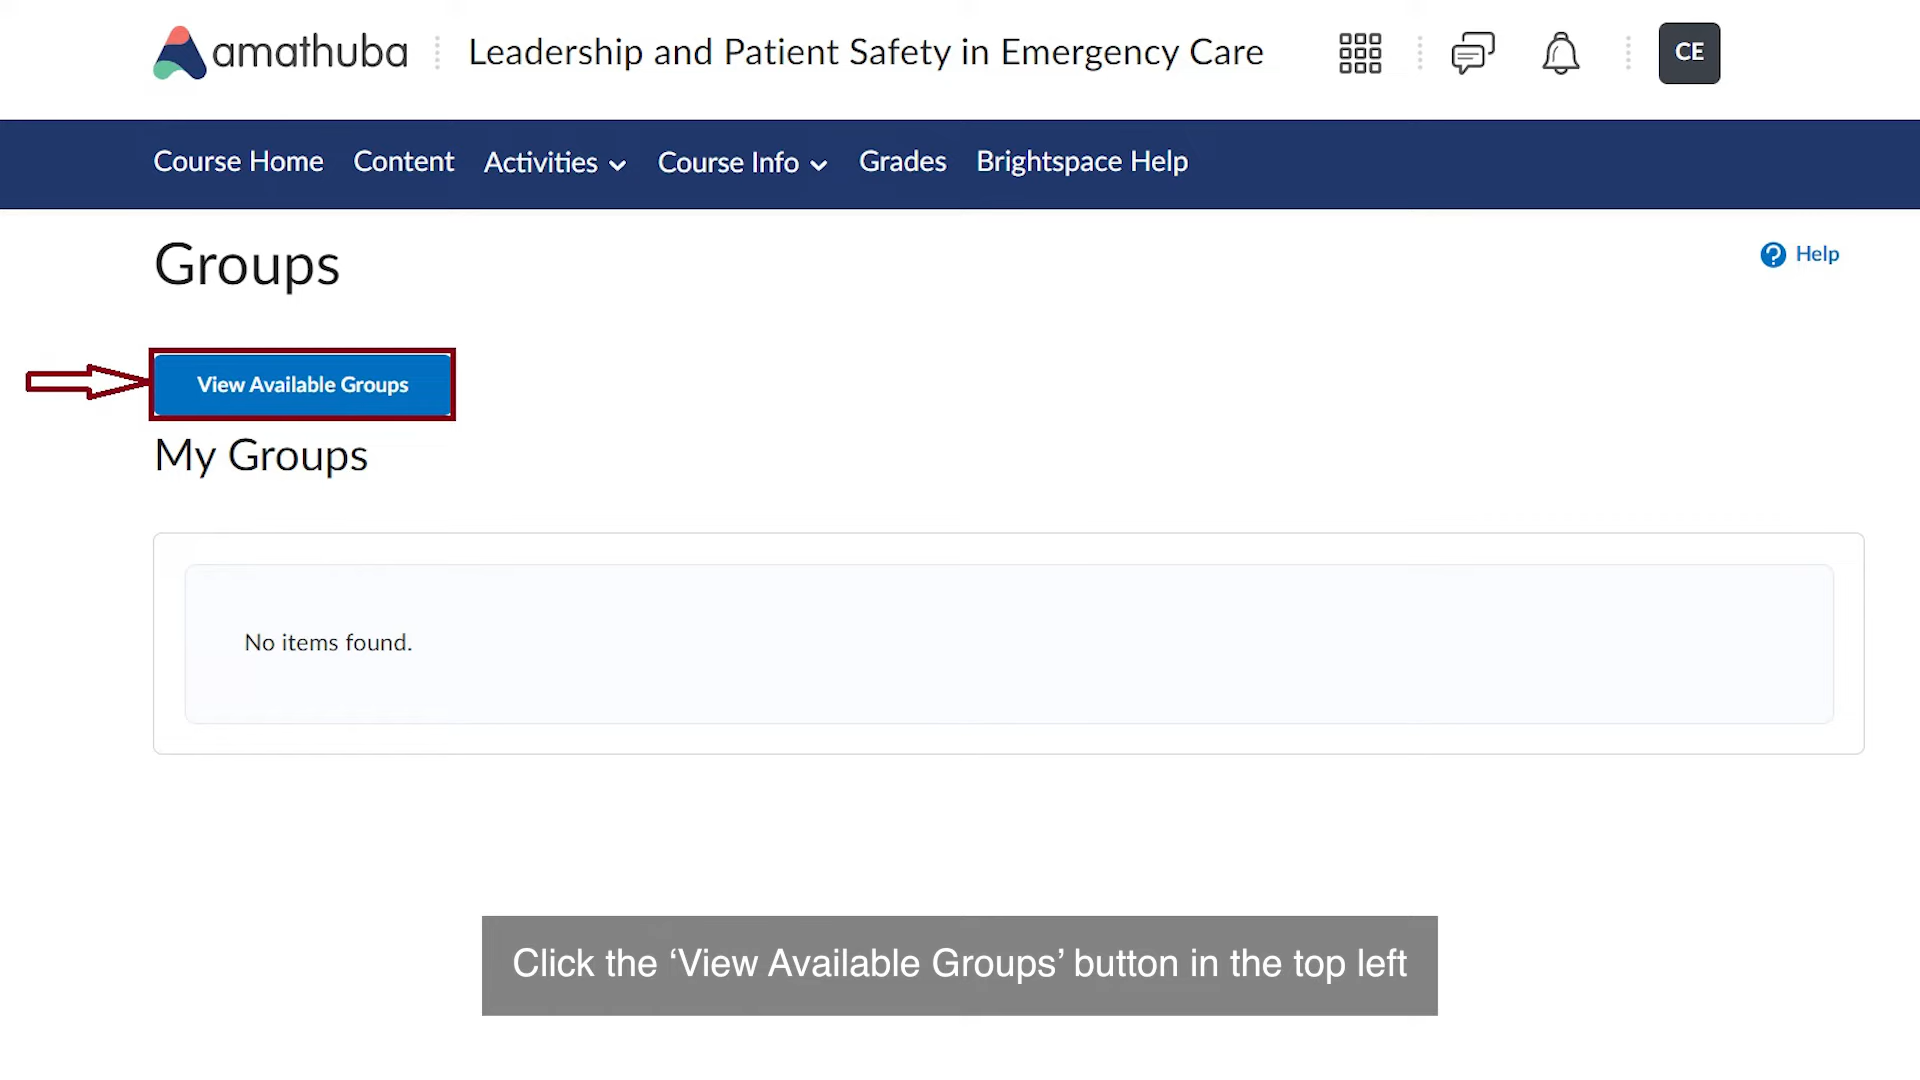 amathuba
Leadership and Patient Safety in Emergency Care
CE
Course Home Content Activities Course Info Grades Brightspace Help
Groups
Help
View Available Groups
My Groups
No items found.
Click the ‘View Available Groups’ button in the top left